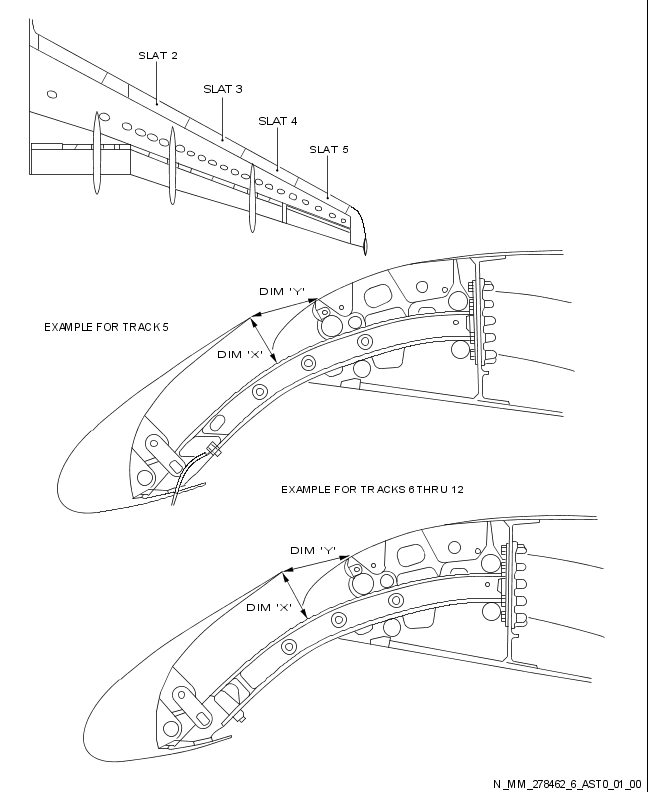 SLAT 2
SLAT 3
SLAT 4
SLAT 5
DIM 'Y'
EXAMPLE FOR TRACK 5
DIM 'X'
EXAMPLE FOR TRACKS 6 THRU 12
DIM 'Y'
DIM 'X'
N_MM_278462_6_AST0_01_00